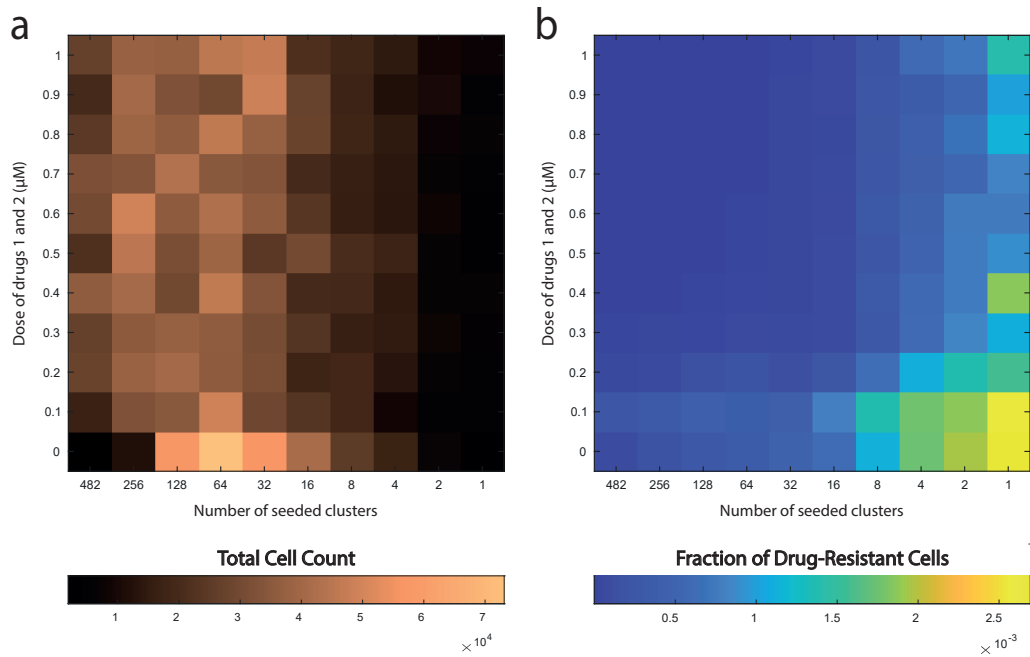 a
1
0.9
0.8
0.7
0.6
0.5
0.4
0.3
0.2
0.1
0
Dose of drugs 1 and 2 (µM)
482 256 128 64 32 16 8 4 2 1
Number of seeded clusters
Total Cell Count
1 2 3 4 5 6 7
× 10⁴
b
1
0.9
0.8
0.7
0.6
0.5
0.4
0.3
0.2
0.1
0
Dose of drugs 1 and 2 (µM)
482 256 128 64 32 16 8 4 2 1
Number of seeded clusters
Fraction of Drug-Resistant Cells
0.5 1 1.5 2 2.5
× 10⁻³